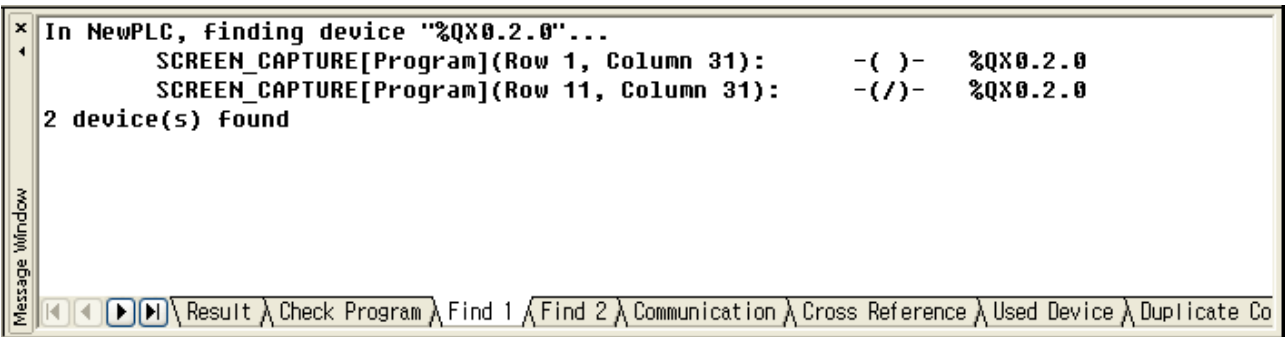 In NewPLC, finding device "%QX0.2.0"...
SCREEN_CAPTURE[Program](Row 1, Column 31): -( )- %QX0.2.0
SCREEN_CAPTURE[Program](Row 11, Column 31): -(/)- %QX0.2.0
2 device(s) found
Message Window
Result Check Program Find 1 Find 2 Communication Cross Reference Used Device Duplicate Co